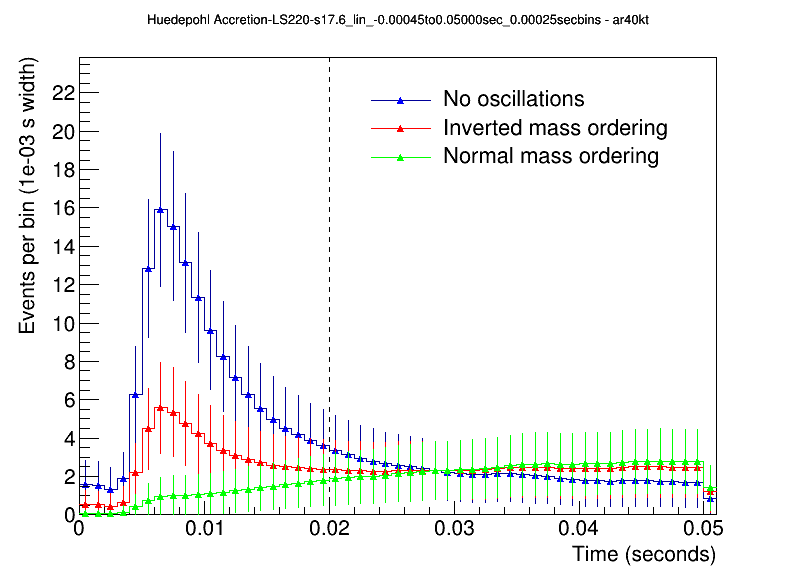 Huedepohl Accretion-LS220-s17.6_lin_-0.00045to0.05000sec_0.00025secbins - ar40kt
Events per bin (1e-03 s width)
22
20
18
16
14
12
10
8
6
4
2
0
No oscillations
Inverted mass ordering
Normal mass ordering
0 0.01 0.02 0.03 0.04 0.05
Time (seconds)